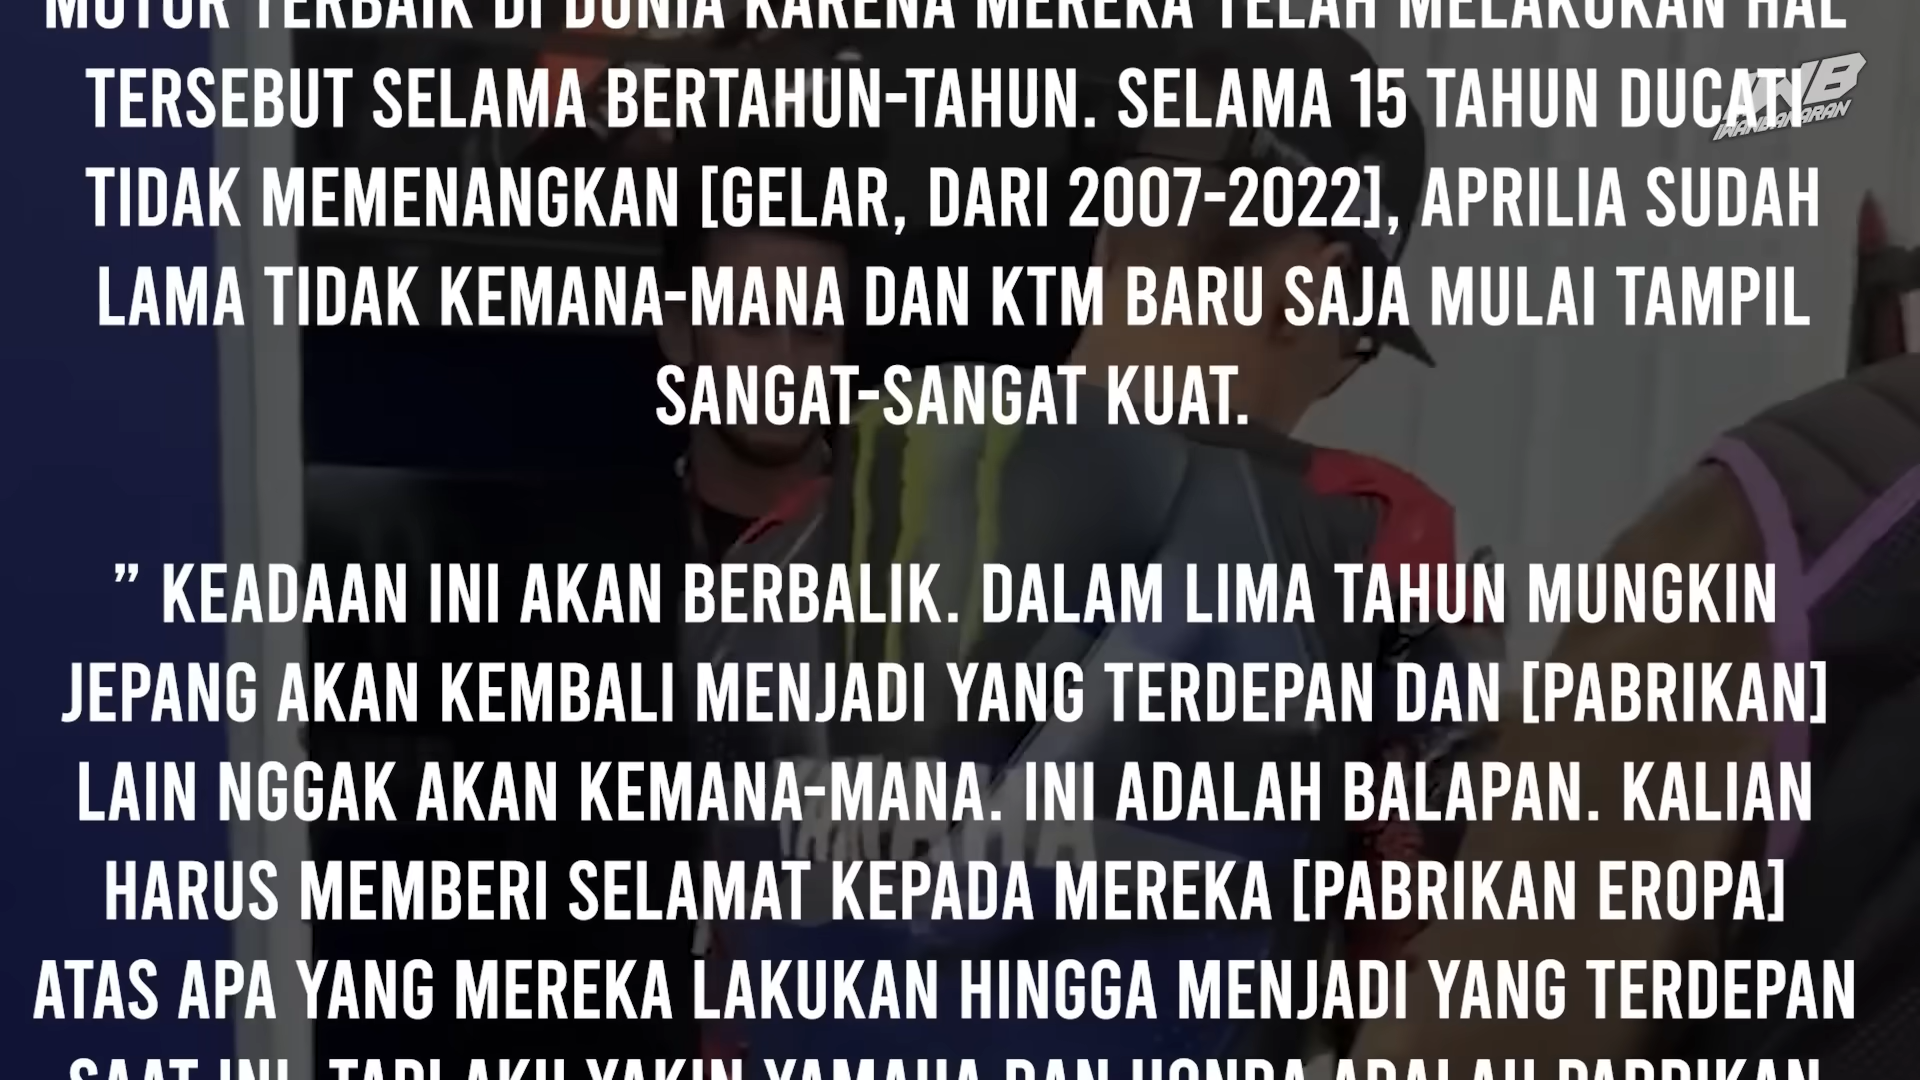 MOTOR TERBAIK DI DUNIA KARENA MEREKA TELAH MELAKUKAN HAL
TERSEBUT SELAMA BERTAHUN-TAHUN. SELAMA 15 TAHUN DUCATI
IWB
IWANBANARAN
TIDAK MEMENANGKAN [GELAR, DARI 2007-2022], APRILIA SUDAH
LAMA TIDAK KEMANA-MANA DAN KTM BARU SAJA MULAI TAMPIL
SANGAT-SANGAT KUAT.
” KEADAAN INI AKAN BERBALIK. DALAM LIMA TAHUN MUNGKIN
JEPANG AKAN KEMBALI MENJADI YANG TERDEPAN DAN [PABRIKAN]
LAIN NGGAK AKAN KEMANA-MANA. INI ADALAH BALAPAN. KALIAN
YAMAHA
HARUS MEMBERI SELAMAT KEPADA MEREKA [PABRIKAN EROPA]
ATAS APA YANG MEREKA LAKUKAN HINGGA MENJADI YANG TERDEPAN
SAAT INI. TAPI AKU YAKIN YAMAHA DAN HONDA ADALAH PABRIKAN